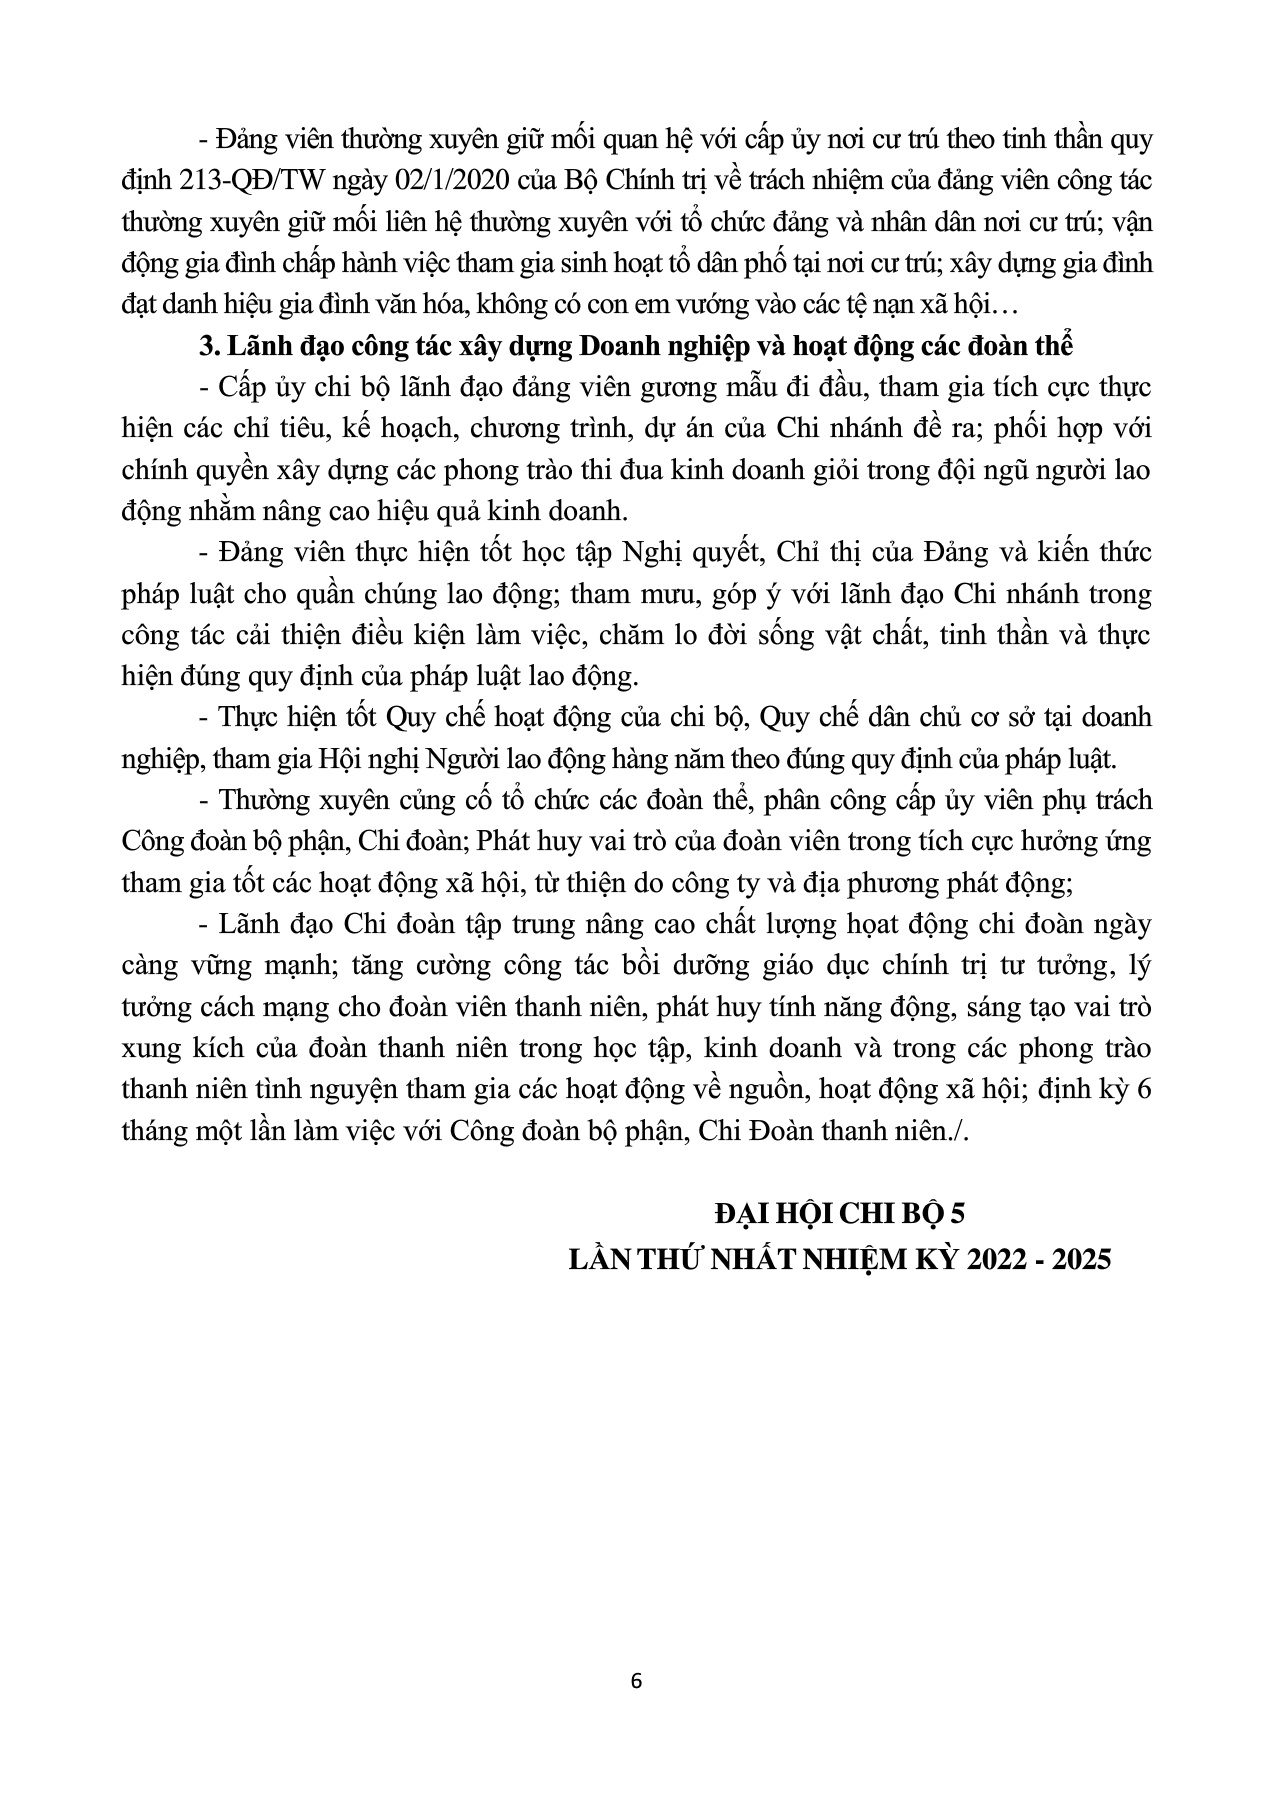 - Đảng viên thường xuyên giữ mối quan hệ với cấp ủy nơi cư trú theo tinh thần quy
định 213-QĐ/TW ngày 02/1/2020 của Bộ Chính trị về trách nhiệm của đảng viên công tác
thường xuyên giữ mối liên hệ thường xuyên với tổ chức đảng và nhân dân nơi cư trú; vận
động gia đình chấp hành việc tham gia sinh hoạt tổ dân phố tại nơi cư trú; xây dựng gia đình
đạt danh hiệu gia đình văn hóa, không có con em vướng vào các tệ nạn xã hội…
3. Lãnh đạo công tác xây dựng Doanh nghiệp và hoạt động các đoàn thể
- Cấp ủy chi bộ lãnh đạo đảng viên gương mẫu đi đầu, tham gia tích cực thực
hiện các chỉ tiêu, kế hoạch, chương trình, dự án của Chi nhánh đề ra; phối hợp với
chính quyền xây dựng các phong trào thi đua kinh doanh giỏi trong đội ngũ người lao
động nhằm nâng cao hiệu quả kinh doanh.
- Đảng viên thực hiện tốt học tập Nghị quyết, Chỉ thị của Đảng và kiến thức
pháp luật cho quần chúng lao động; tham mưu, góp ý với lãnh đạo Chi nhánh trong
công tác cải thiện điều kiện làm việc, chăm lo đời sống vật chất, tinh thần và thực
hiện đúng quy định của pháp luật lao động.
- Thực hiện tốt Quy chế hoạt động của chi bộ, Quy chế dân chủ cơ sở tại doanh
nghiệp, tham gia Hội nghị Người lao động hàng năm theo đúng quy định của pháp luật.
- Thường xuyên củng cố tổ chức các đoàn thể, phân công cấp ủy viên phụ trách
Công đoàn bộ phận, Chi đoàn; Phát huy vai trò của đoàn viên trong tích cực hưởng ứng
tham gia tốt các hoạt động xã hội, từ thiện do công ty và địa phương phát động;
- Lãnh đạo Chi đoàn tập trung nâng cao chất lượng họat động chi đoàn ngày
càng vững mạnh; tăng cường công tác bồi dưỡng giáo dục chính trị tư tưởng, lý
tưởng cách mạng cho đoàn viên thanh niên, phát huy tính năng động, sáng tạo vai trò
xung kích của đoàn thanh niên trong học tập, kinh doanh và trong các phong trào
thanh niên tình nguyện tham gia các hoạt động về nguồn, hoạt động xã hội; định kỳ 6
tháng một lần làm việc với Công đoàn bộ phận, Chi Đoàn thanh niên./.
ĐẠI HỘI CHI BỘ 5
LẦN THỨ NHẤT NHIỆM KỲ 2022 - 2025
6